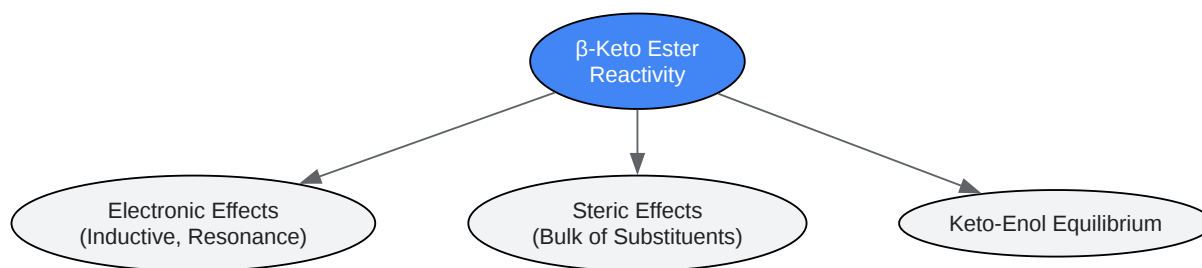 β-Keto Ester
Reactivity
Electronic Effects
(Inductive, Resonance)
Steric Effects
(Bulk of Substituents)
Keto-Enol Equilibrium